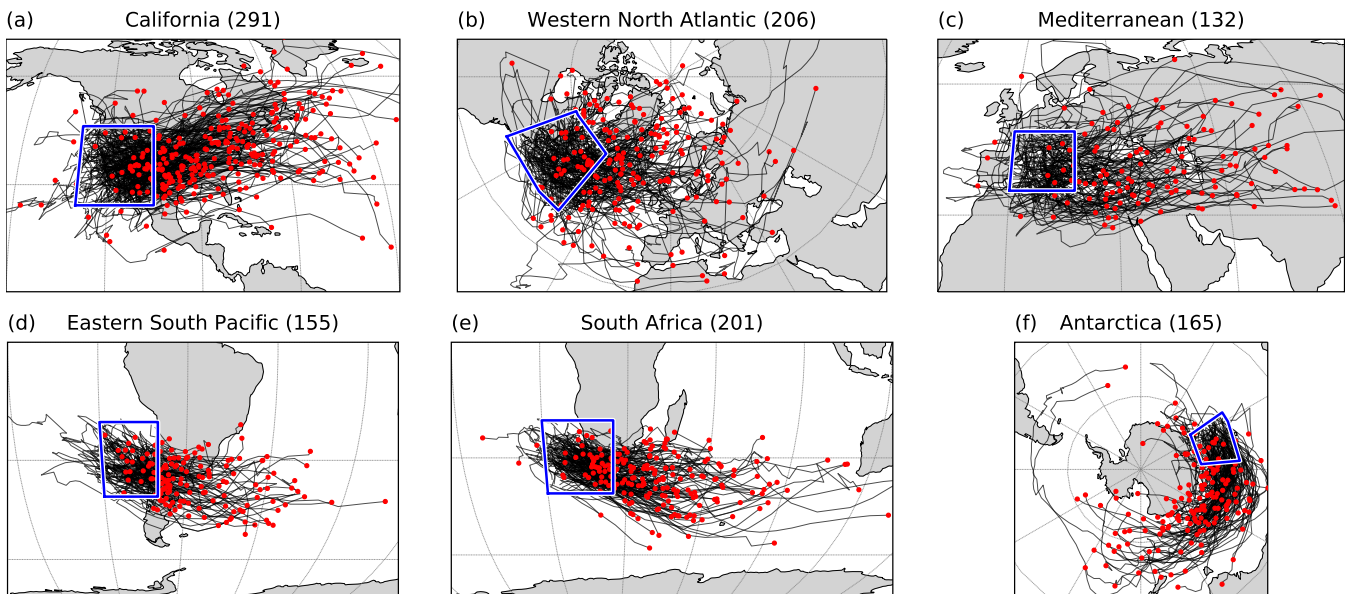 (a) California (291)
(b) Western North Atlantic (206)
(c) Mediterranean (132)
(d) Eastern South Pacific (155)
(e) South Africa (201)
(f) Antarctica (165)